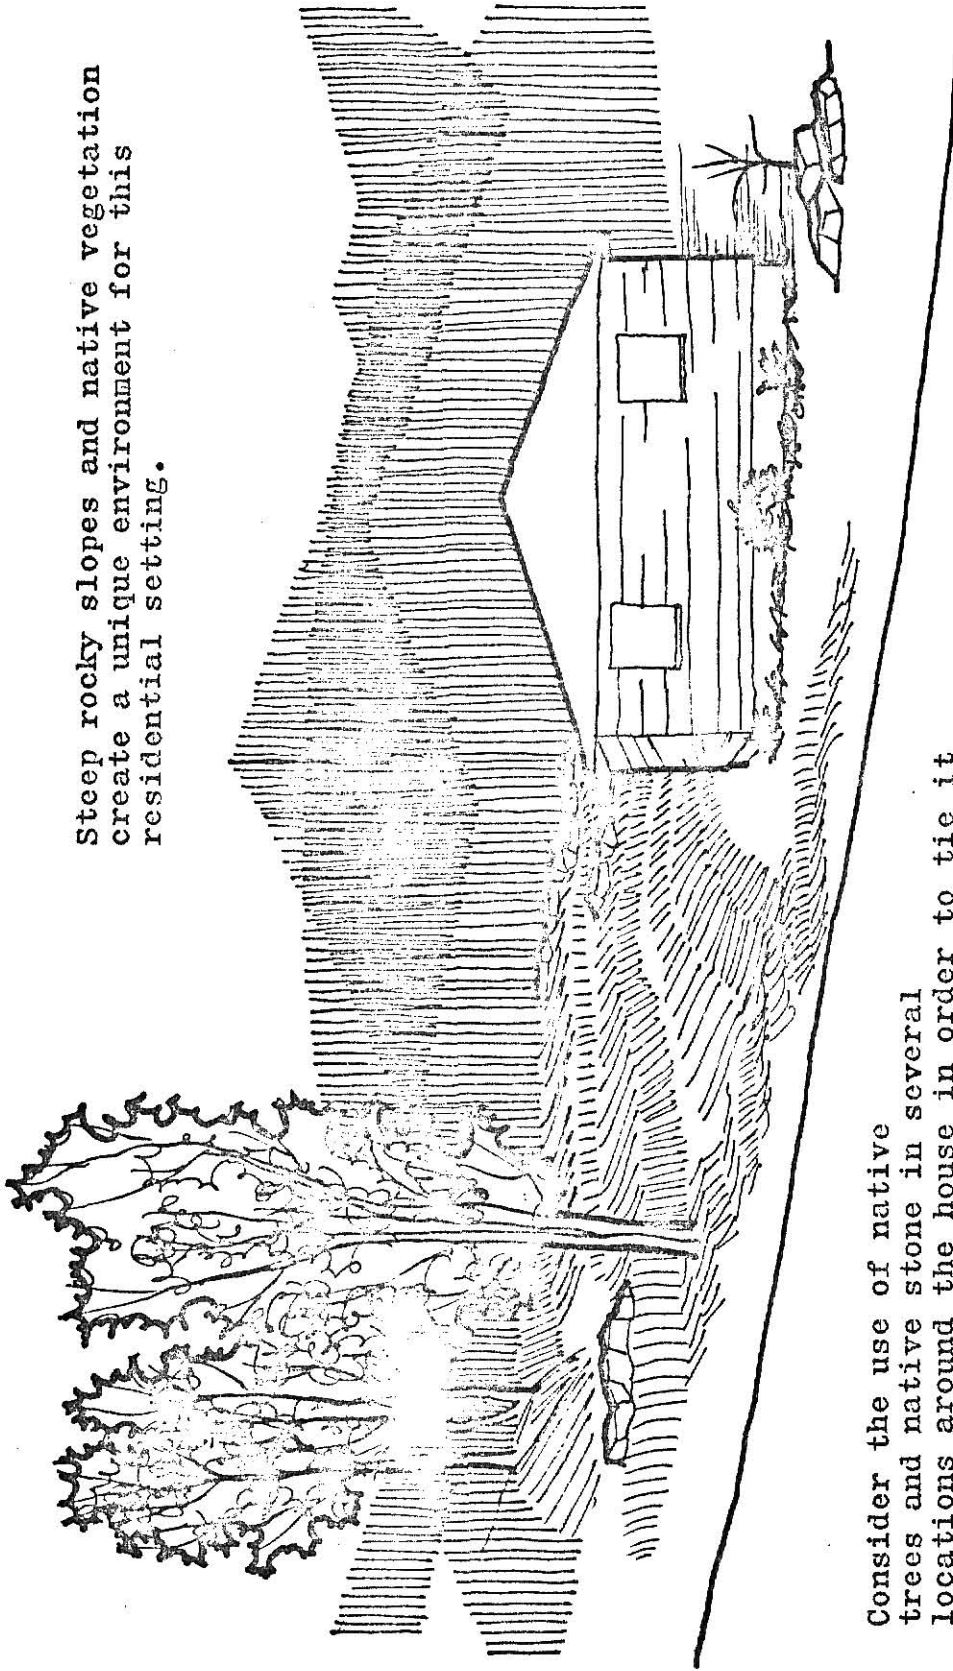 Steep rocky slopes and native vegetation
create a unique environment for this
residential setting.
Consider the use of native
trees and native stone in several
locations around the house in order to tie it